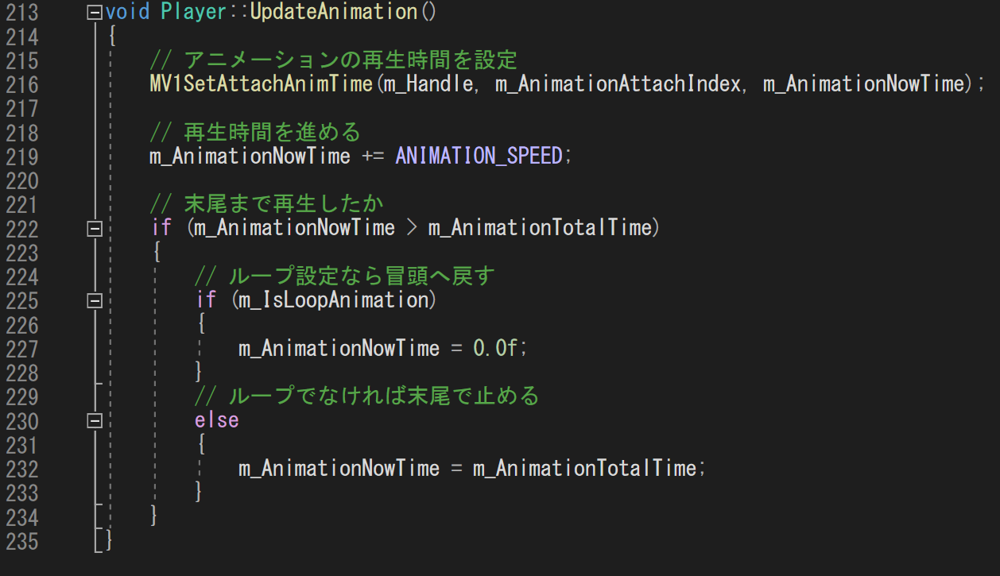 213 void Player::UpdateAnimation()
214 {
215 // アニメーションの再生時間を設定
216 MV1SetAttachAnimTime(m_Handle, m_AnimationAttachIndex, m_AnimationNowTime);
217
218 // 再生時間を進める
219 m_AnimationNowTime += ANIMATION_SPEED;
220
221 // 末尾まで再生したか
222 if (m_AnimationNowTime > m_AnimationTotalTime)
223 {
224 // ループ設定なら冒頭へ戻す
225 if (m_IsLoopAnimation)
226 {
227 m_AnimationNowTime = 0.0f;
228 }
229 // ループでなければ末尾で止める
230 else
231 {
232 m_AnimationNowTime = m_AnimationTotalTime;
233 }
234 }
235 }